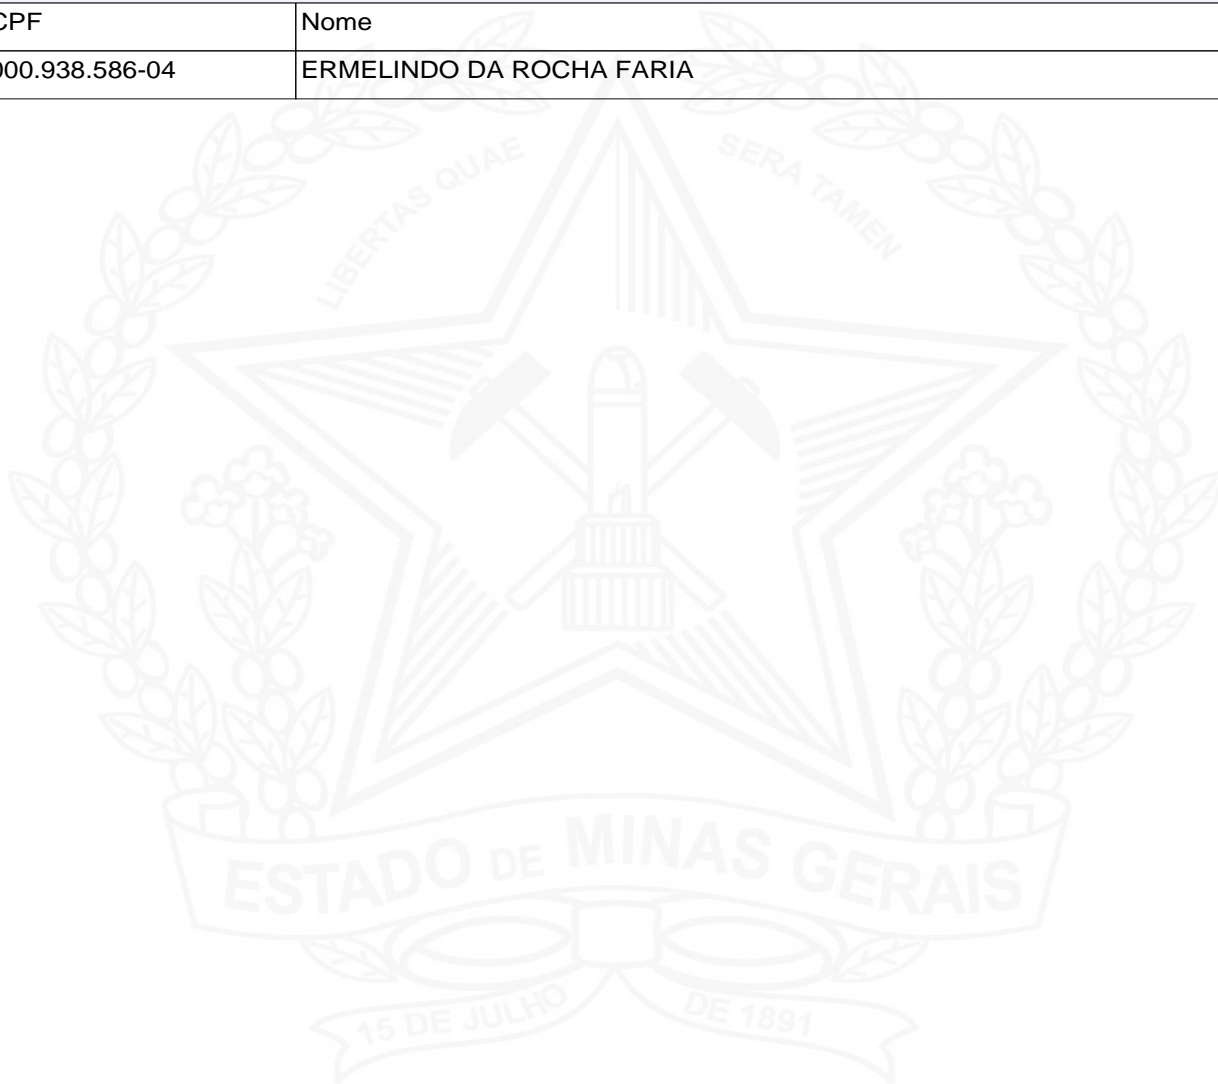 CPF Nome
000.938.586-04 ERMELINDO DA ROCHA FARIA
LIBERTAS QUAE SERA TAMEN
ESTADO DE MINAS GERAIS
15 DE JULHO DE 1891